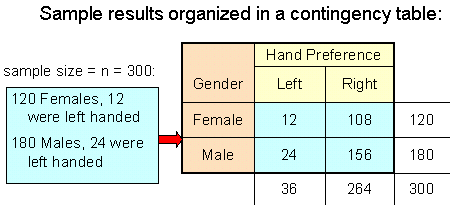 Sample results organized in a contingency table:
sample size = n = 300:
120 Females, 12
were left handed
180 Males, 24 were
left handed
Hand Preference
Gender Left Right
Female 12 108 120
Male 24 156 180
36 264 300